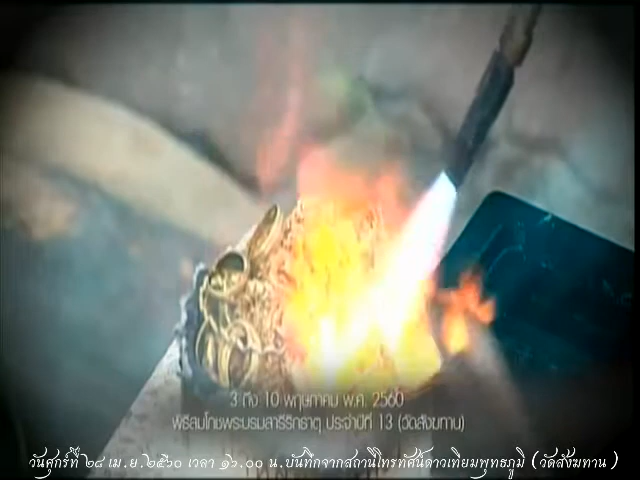 3 ถึง 10 พฤษภาคม พ.ศ. 2560
พิธีสมโภชพระบรมสารีริกธาตุ ประจำปีที่ 13 (วัดสังฆทาน)
วันศุกร์ที่ ๒๘ เม.ย.๒๕๖๐ เวลา ๑๖.๐๐ น.บันทึกจากสถานีโทรทัศน์ดาวเทียมพุทธภูมิ (วัดสังฆทาน )